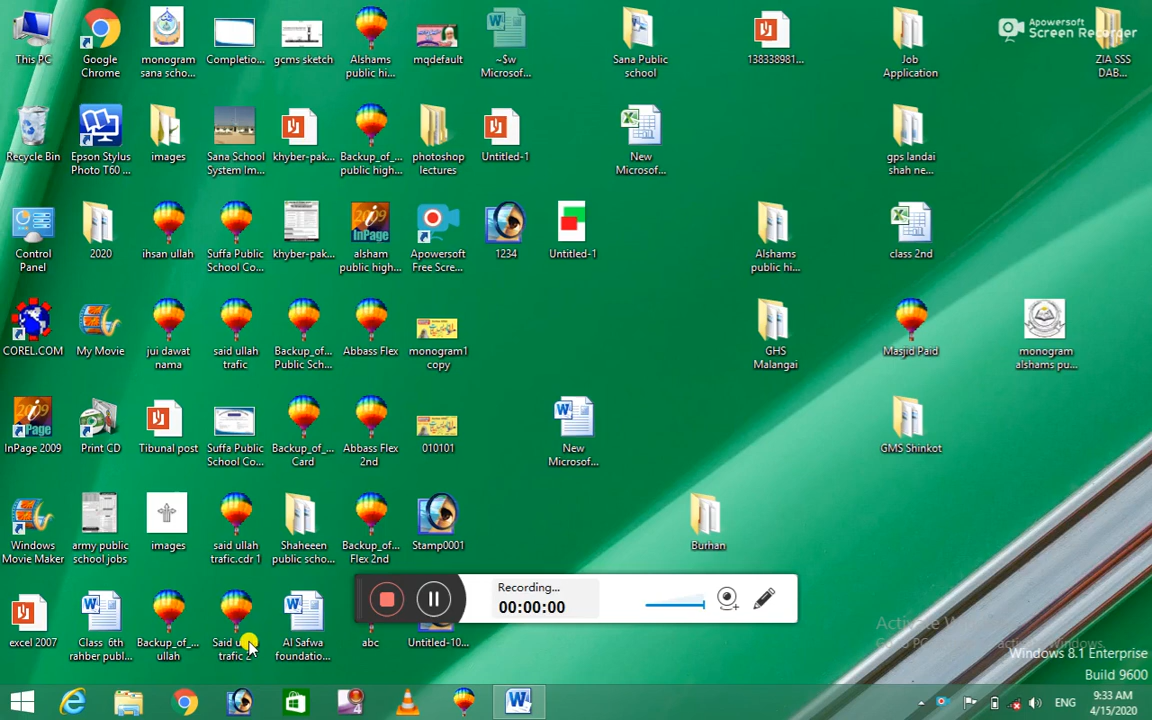 Apowersoft
Screen Recorder
This PC
Google
Chrome
monogram
sana scho...
Completio...
gcms sketch
Alshams
public hi...
mqdefault
~$w
Microsof...
Sana Public
school
138338981...
Job
Application
ZIA SSS
DAB...
Recycle Bin
Epson Stylus
Photo T60 ...
images
Sana School
System Im...
khyber-pak...
Backup_of_...
public high...
photoshop
lectures
Untitled-1
New
Microsof...
gps landai
shah ne...
Control
Panel
2020
ihsan ullah
Suffa Public
School Co...
khyber-pak...
2009
InPage
alsham
public high...
Apowersoft
Free Scre...
1234
Untitled-1
Alshams
public hi...
class 2nd
COREL.COM
My Movie
jui dawat
nama
said ullah
trafic
Backup_of_...
Public Sch...
Abbass Flex
monogram1
copy
GHS
Malangai
Masjid Paid
monogram
alshams pu...
2009
InPage
InPage 2009
Print CD
Tibunal post
Suffa Public
School Co...
Backup_of_...
Card
Abbass Flex
2nd
010101
New
Microsof...
GMS Shinkot
Windows
Movie Maker
army public
school jobs
images
said ullah
trafic.cdr 1
Shaheeen
public scho...
Backup_of_...
Flex 2nd
Stamp0001
Burhan
Recording...
00:00:00
excel 2007
Class 6th
rahber publ...
Backup_of_...
ullah
Said
trafic 2
Al Safwa
foundatio...
abc
Untitled-10...
Windows 8.1 Enterprise
Build 9600
ENG
9:33 AM
4/15/2020